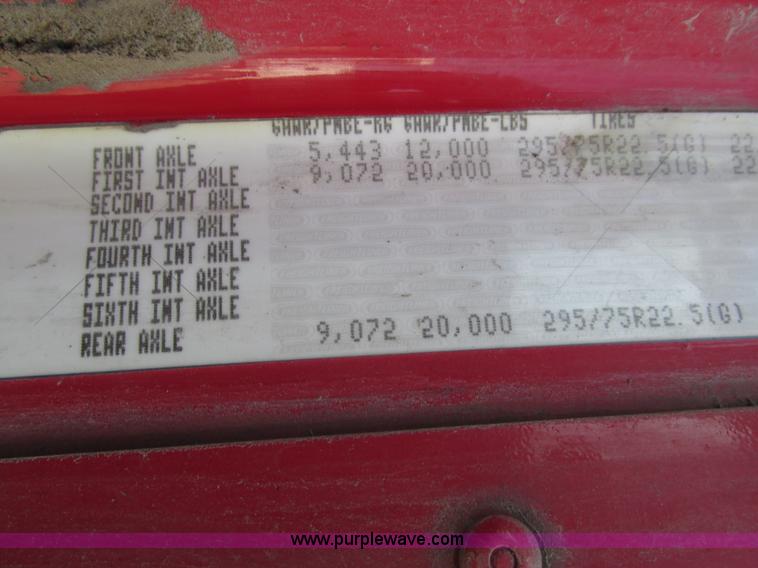 GAWR/PNBE-KG GAWR/PNBE-LBS TIRES
FRONT AXLE 5,443 12,000 295/75R22.5(G) 22
FIRST INT AXLE 9,072 20,000 295/75R22.5(G) 22
SECOND INT AXLE
THIRD INT AXLE
FOURTH INT AXLE
FIFTH INT AXLE
SIXTH INT AXLE
REAR AXLE 9,072 20,000 295/75R22.5(G)
www.purplewave.com